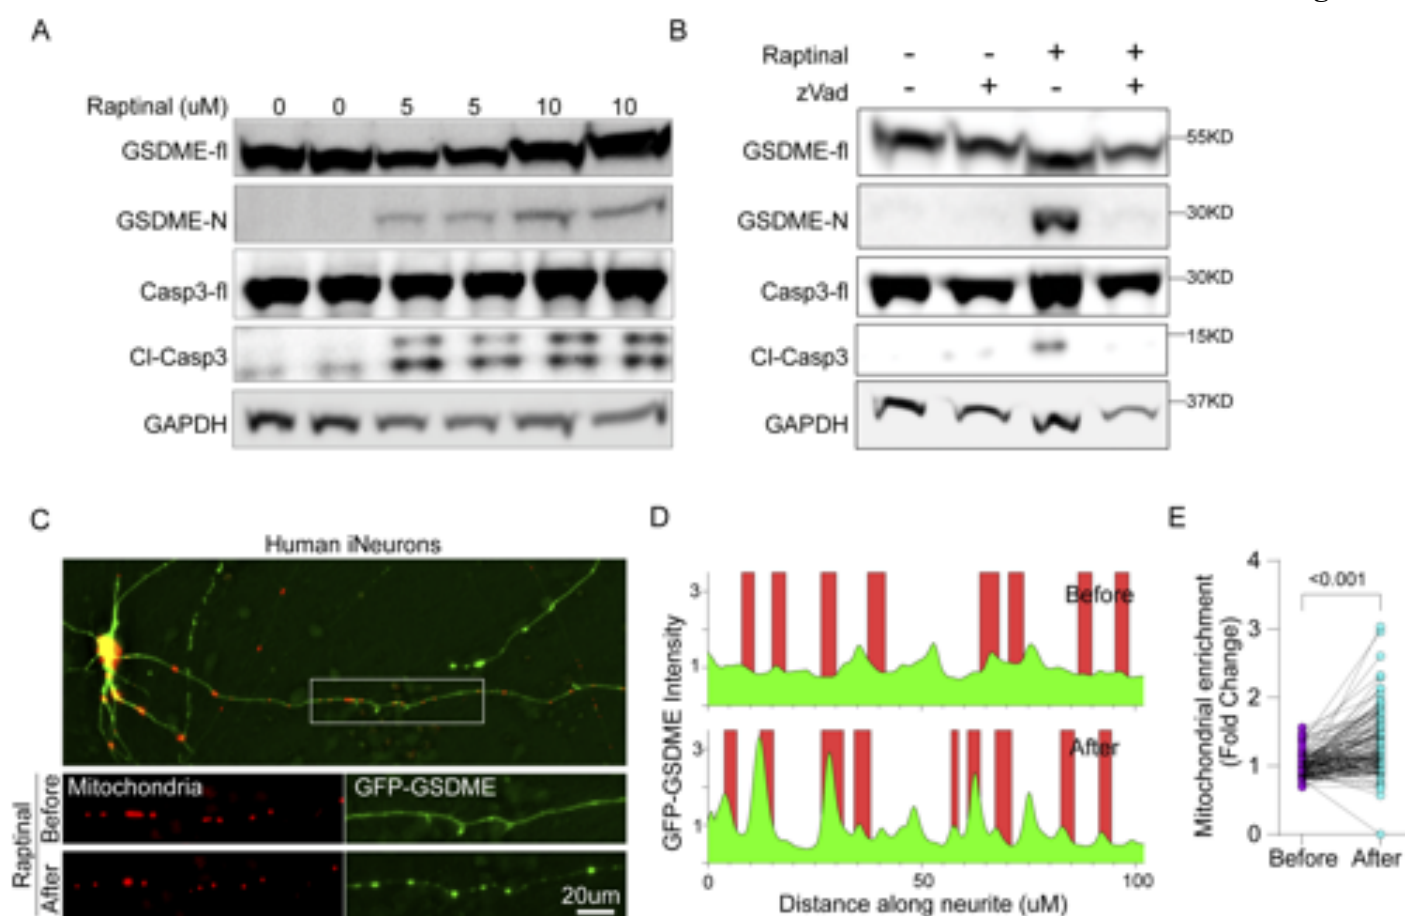 A
Raptinal (uM) 0 0 5 5 10 10
GSDME-fl
GSDME-N
Casp3-fl
Cl-Casp3
GAPDH
B
Raptinal - - + +
zVad - + - +
GSDME-fl 55KD
GSDME-N 30KD
Casp3-fl 30KD
Cl-Casp3 15KD
GAPDH 37KD
C
Human iNeurons
Raptinal
Before
After
Mitochondria
GFP-GSDME
20um
D
GFP-GSDME Intensity
3
1
Before
3
1
After
0 50 100
Distance along neurite (uM)
E
Mitochondrial enrichment
(Fold Change)
4
3
2
1
0
<0.001
Before After